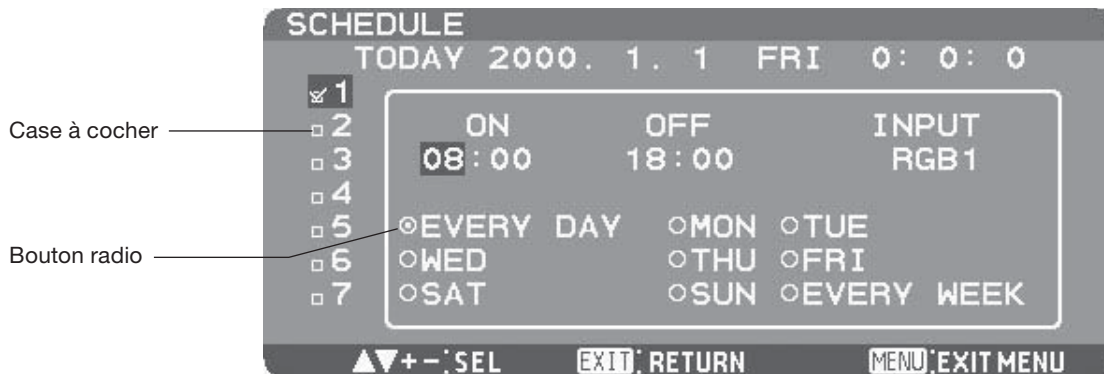 SCHEDULE
TODAY 2000. 1. 1 FRI 0: 0: 0
1
Case à cocher
2 ON OFF INPUT
3 08:00 18:00 RGB1
4
5 EVERY DAY MON TUE
Bouton radio
6 WED THU FRI
7 SAT SUN EVERY WEEK
▲▼+-:SEL EXIT: RETURN MENU:EXIT MENU